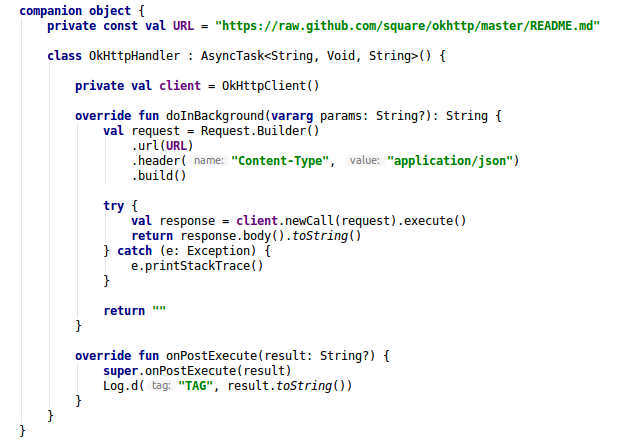 companion object {
private const val URL = "https://raw.github.com/square/okhttp/master/README.md"
class OkHttpHandler : AsyncTask<String, Void, String>() {
private val client = OkHttpClient()
override fun doInBackground(vararg params: String?): String {
val request = Request.Builder()
.url(URL)
.header( name: "Content-Type", value: "application/json")
.build()
try {
val response = client.newCall(request).execute()
return response.body().toString()
} catch (e: Exception) {
e.printStackTrace()
}
return ""
}
override fun onPostExecute(result: String?) {
super.onPostExecute(result)
Log.d( tag: "TAG", result.toString())
}
}
}